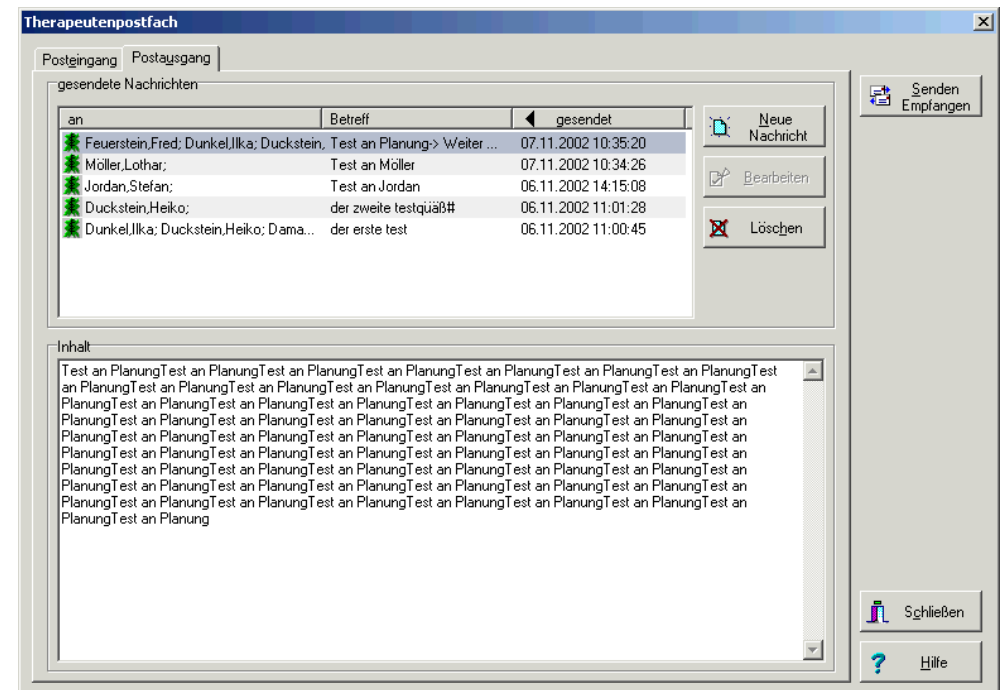 Therapeutenpostfach
Posteingang Postausgang
gesendete Nachrichten
an Betreff gesendet
Feuerstein,Fred; Dunkel,Ilka; Duckstein, Test an Planung-> Weiter ... 07.11.2002 10:35:20
Möller,Lothar; Test an Möller 07.11.2002 10:34:26
Jordan,Stefan; Test an Jordan 06.11.2002 14:15:08
Duckstein,Heiko; der zweite testqüäß# 06.11.2002 11:01:28
Dunkel,Ilka; Duckstein,Heiko; Dama... der erste test 06.11.2002 11:00:45
Neue
Nachricht
Bearbeiten
Löschen
Senden
Empfangen
Inhalt
Test an PlanungTest an PlanungTest an PlanungTest an PlanungTest an PlanungTest an PlanungTest an PlanungTest
an PlanungTest an PlanungTest an PlanungTest an PlanungTest an PlanungTest an PlanungTest an PlanungTest an
PlanungTest an PlanungTest an PlanungTest an PlanungTest an PlanungTest an PlanungTest an PlanungTest an
PlanungTest an PlanungTest an PlanungTest an PlanungTest an PlanungTest an PlanungTest an PlanungTest an
PlanungTest an PlanungTest an PlanungTest an PlanungTest an PlanungTest an PlanungTest an PlanungTest an
PlanungTest an PlanungTest an PlanungTest an PlanungTest an PlanungTest an PlanungTest an PlanungTest an
PlanungTest an PlanungTest an PlanungTest an PlanungTest an PlanungTest an PlanungTest an PlanungTest an
PlanungTest an PlanungTest an PlanungTest an PlanungTest an PlanungTest an PlanungTest an PlanungTest an
PlanungTest an PlanungTest an PlanungTest an PlanungTest an PlanungTest an PlanungTest an PlanungTest an
PlanungTest an Planung
Schließen
Hilfe